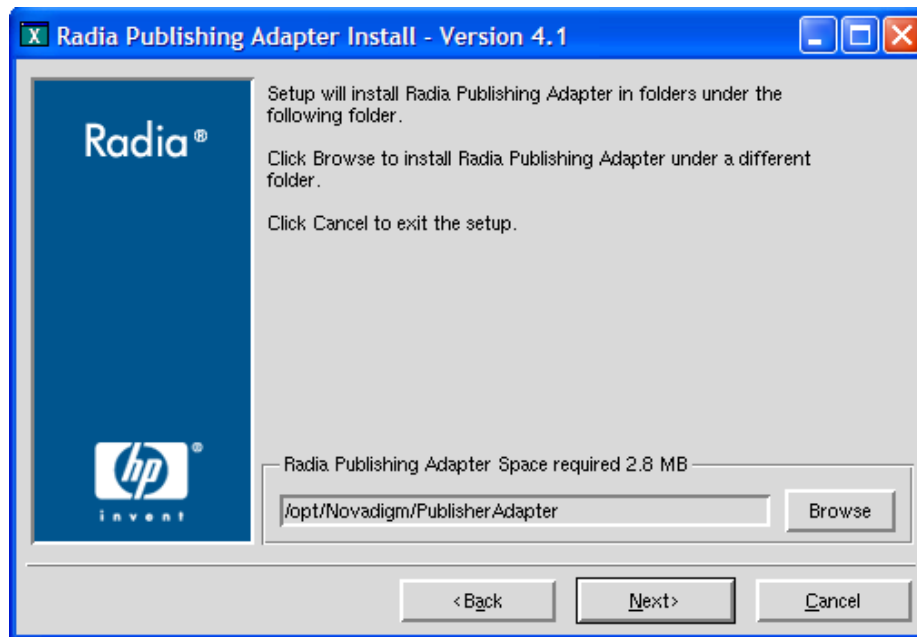 X Radia Publishing Adapter Install - Version 4.1
Radia®
Setup will install Radia Publishing Adapter in folders under the
following folder.
Click Browse to install Radia Publishing Adapter under a different
folder.
Click Cancel to exit the setup.
hp®
invent
Radia Publishing Adapter Space required 2.8 MB
/opt/Novadigm/PublisherAdapter
Browse
<Back
Next>
Cancel